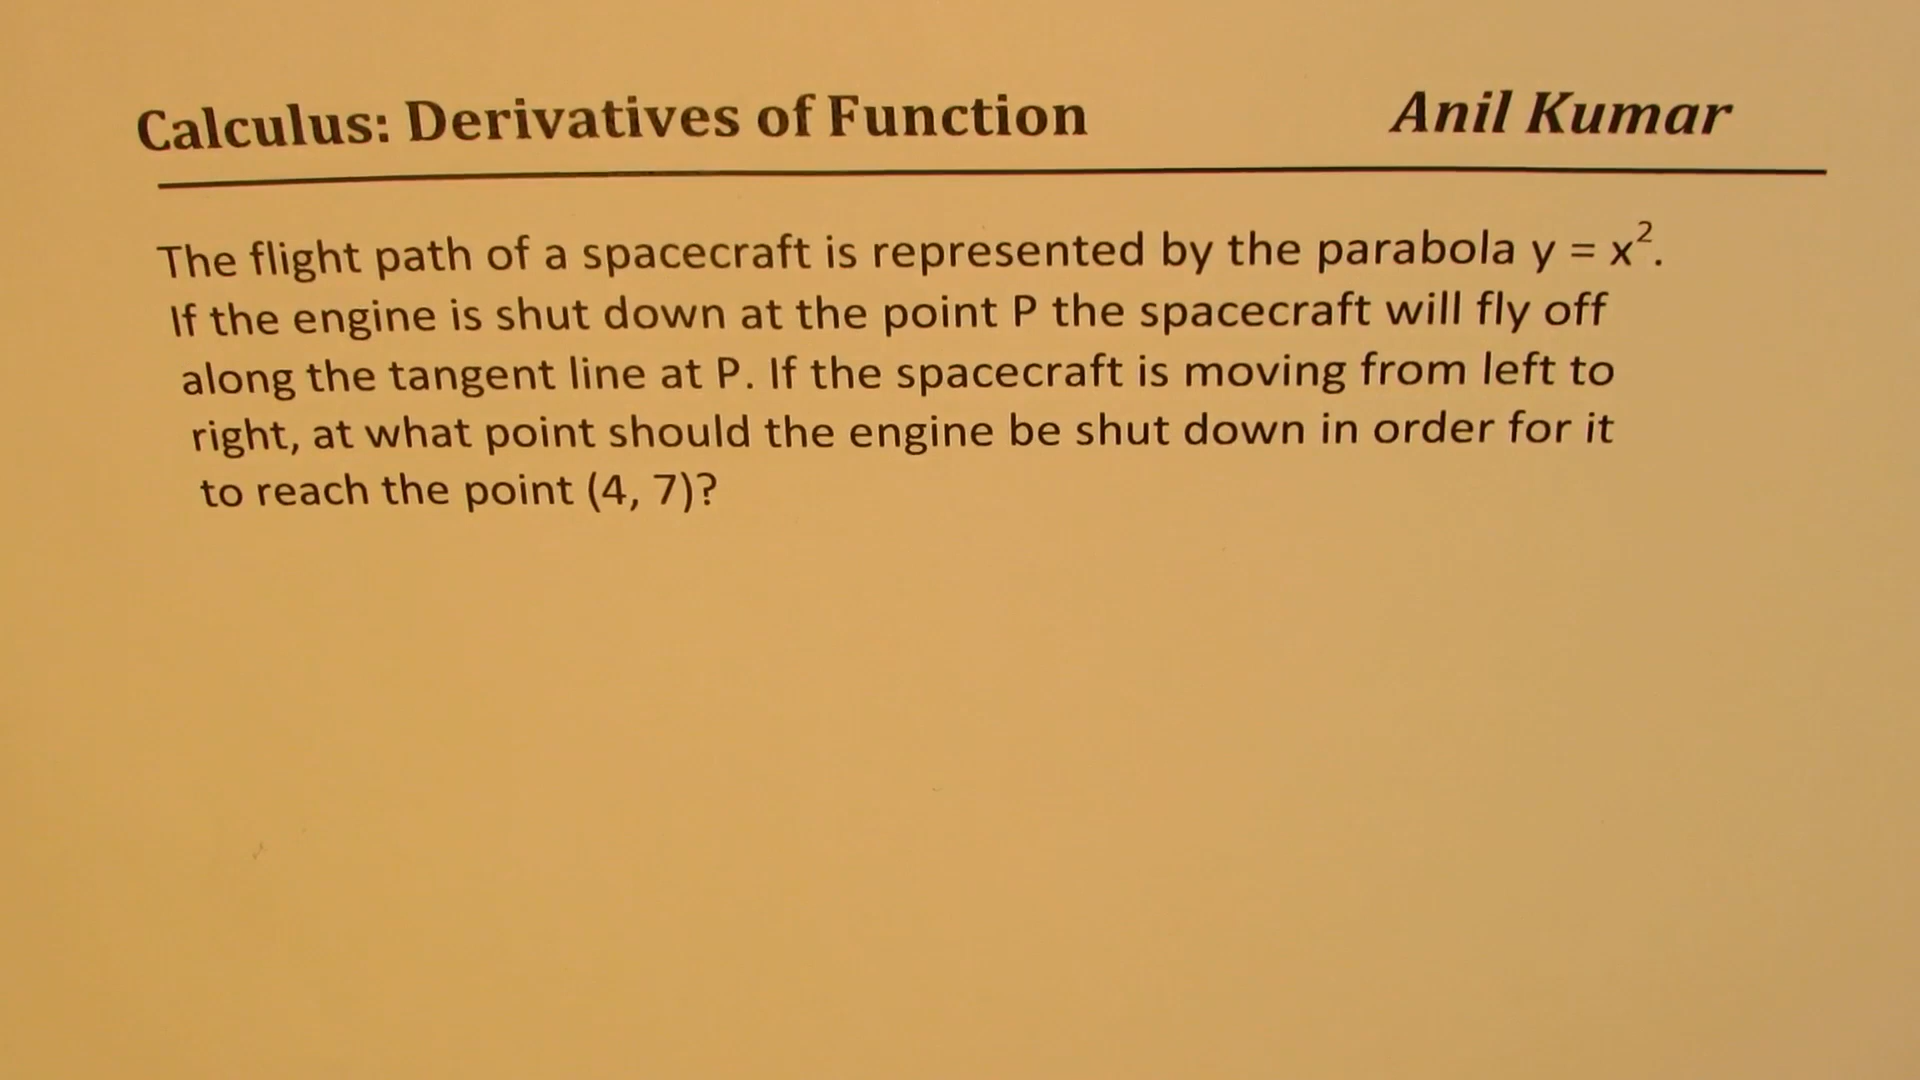 Calculus: Derivatives of Function Anil Kumar
The flight path of a spacecraft is represented by the parabola y = x².
If the engine is shut down at the point P the spacecraft will fly off
along the tangent line at P. If the spacecraft is moving from left to
right, at what point should the engine be shut down in order for it
to reach the point (4, 7)?